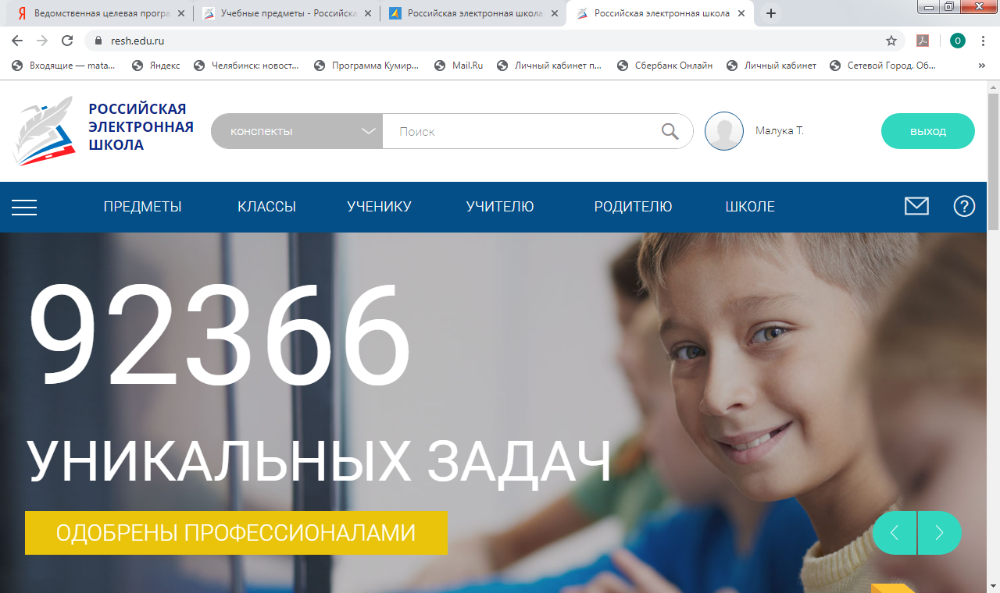 Ведомственная целевая програ
Учебные предметы - Российска
Российская электронная школа
Российская электронная школа
resh.edu.ru
O
Входящие — mata...
Яндекс
Челябинск: новост...
Программа Кумир...
Mail.Ru
Личный кабинет п...
Сбербанк Онлайн
Личный кабинет
Сетевой Город. Об...
»
РОССИЙСКАЯ
ЭЛЕКТРОННАЯ
ШКОЛА
конспекты
Поиск
Малука Т.
выход
ПРЕДМЕТЫ
КЛАССЫ
УЧЕНИКУ
УЧИТЕЛЮ
РОДИТЕЛЮ
ШКОЛЕ
92366
УНИКАЛЬНЫХ ЗАДАЧ
ОДОБРЕНЫ ПРОФЕССИОНАЛАМИ